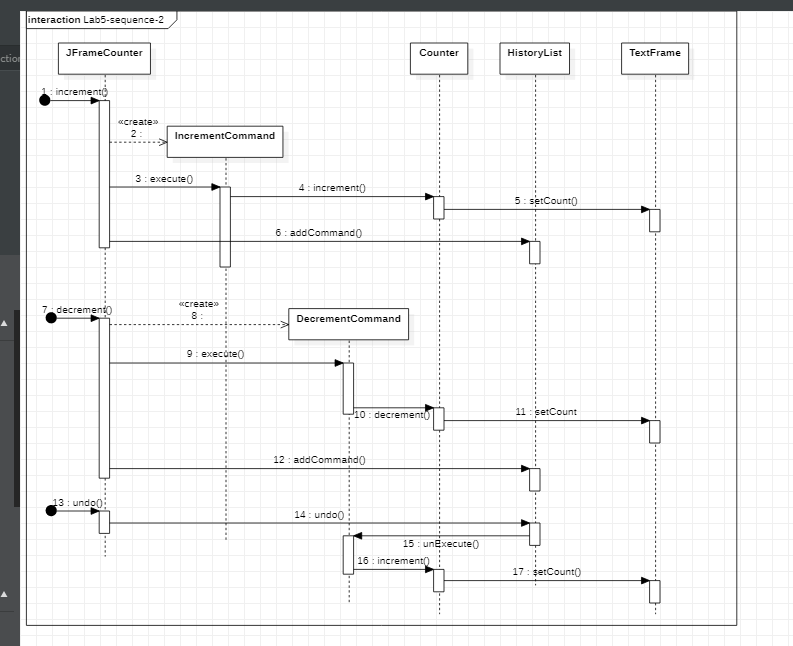 interaction Lab5-sequence-2
ction
JFrameCounter
Counter
HistoryList
TextFrame
1 : increment()
«create»
2 :
IncrementCommand
3 : execute()
4 : increment()
5 : setCount()
6 : addCommand()
7 : decrement()
«create»
8 :
DecrementCommand
9 : execute()
10 : decrement()
11 : setCount
12 : addCommand()
13 : undo()
14 : undo()
15 : unExecute()
16 : increment()
17 : setCount()